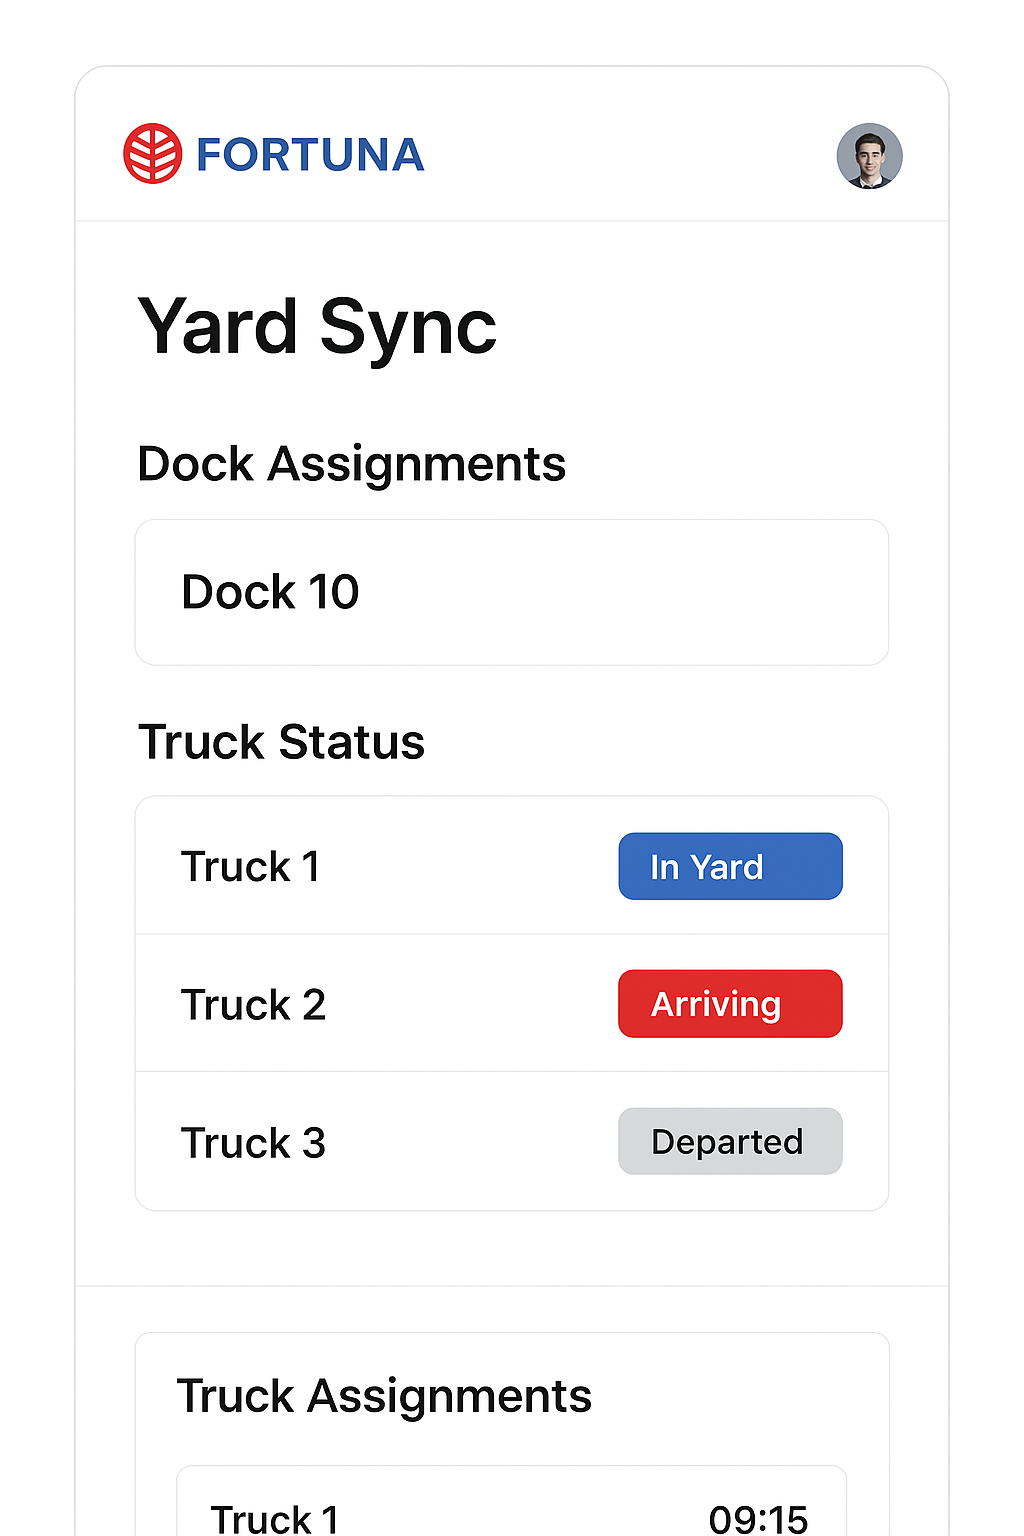 FORTUNA
Yard Sync
Dock Assignments
Dock 10
Truck Status
Truck 1 In Yard
Truck 2 Arriving
Truck 3 Departed
Truck Assignments
Truck 1 09:15